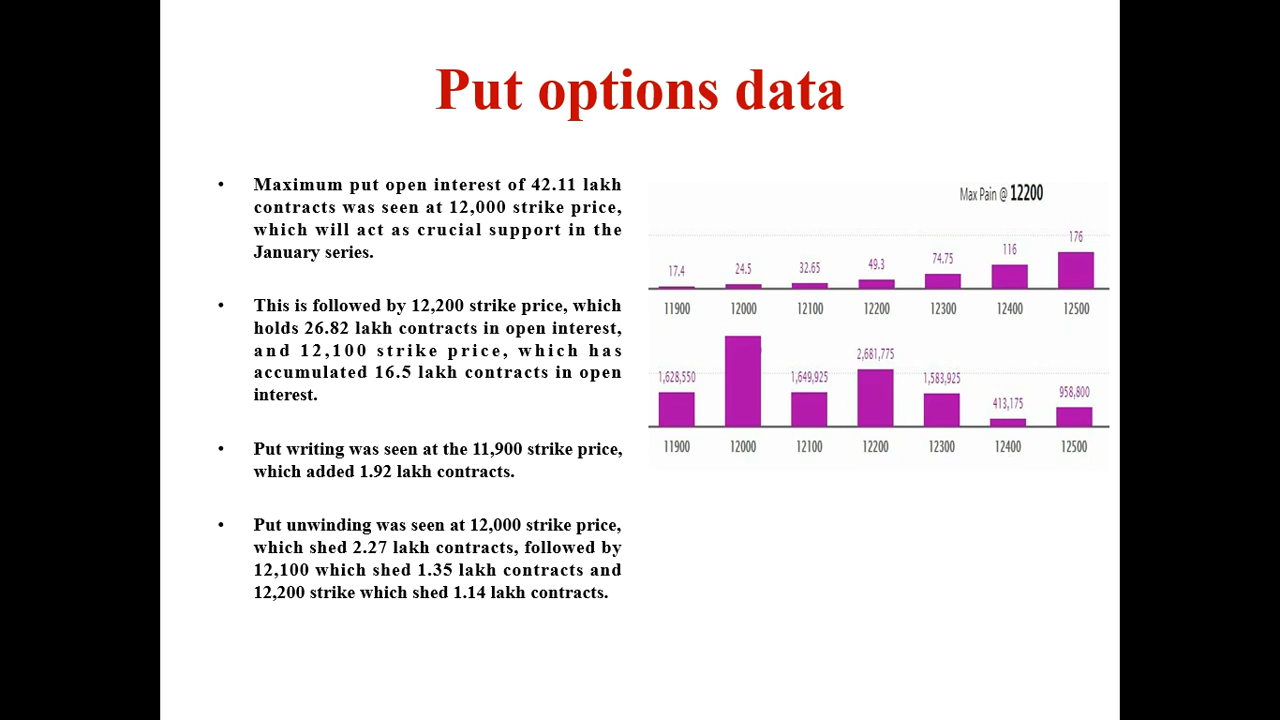 Put options data
• Maximum put open interest of 42.11 lakh
contracts was seen at 12,000 strike price,
which will act as crucial support in the
January series.
• This is followed by 12,200 strike price, which
holds 26.82 lakh contracts in open interest,
and 12,100 strike price, which has
accumulated 16.5 lakh contracts in open
interest.
• Put writing was seen at the 11,900 strike price,
which added 1.92 lakh contracts.
• Put unwinding was seen at 12,000 strike price,
which shed 2.27 lakh contracts, followed by
12,100 which shed 1.35 lakh contracts and
12,200 strike which shed 1.14 lakh contracts.
Max Pain @ 12200
17.4 24.5 32.65 49.3 74.75 116 176
11900 12000 12100 12200 12300 12400 12500
1,628,550 1,649,925 2,681,775 1,583,925 413,175 958,800
11900 12000 12100 12200 12300 12400 12500